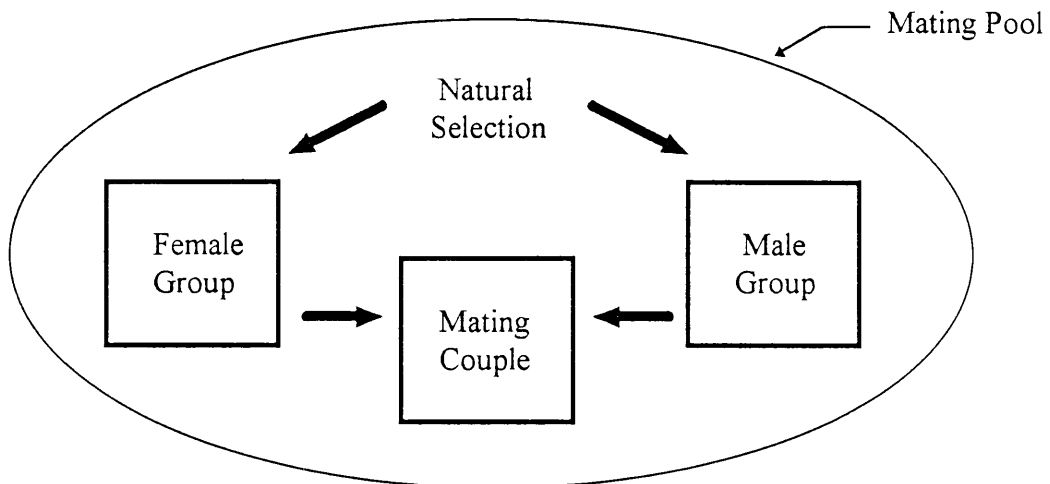 Mating Pool
Natural
Selection
Female
Group
Male
Group
Mating
Couple